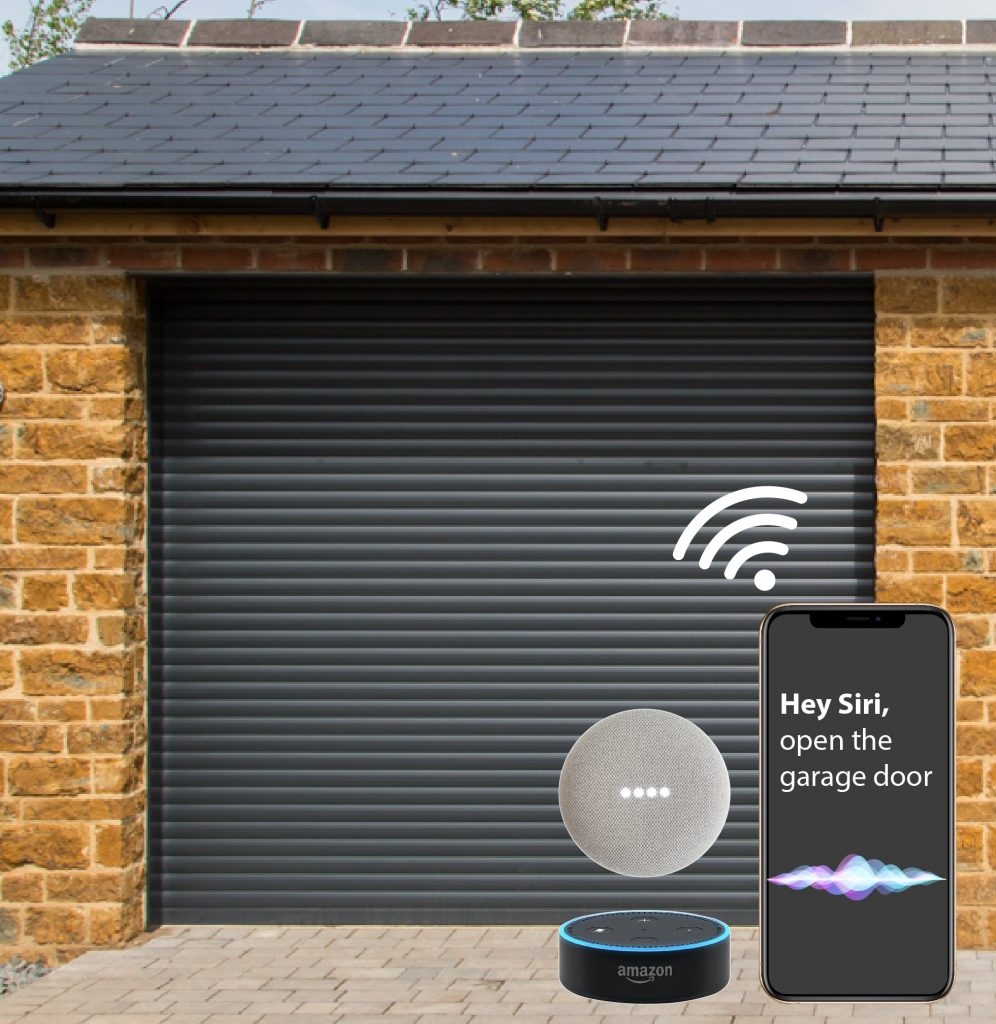 Hey Siri,
open the
garage door
amazon